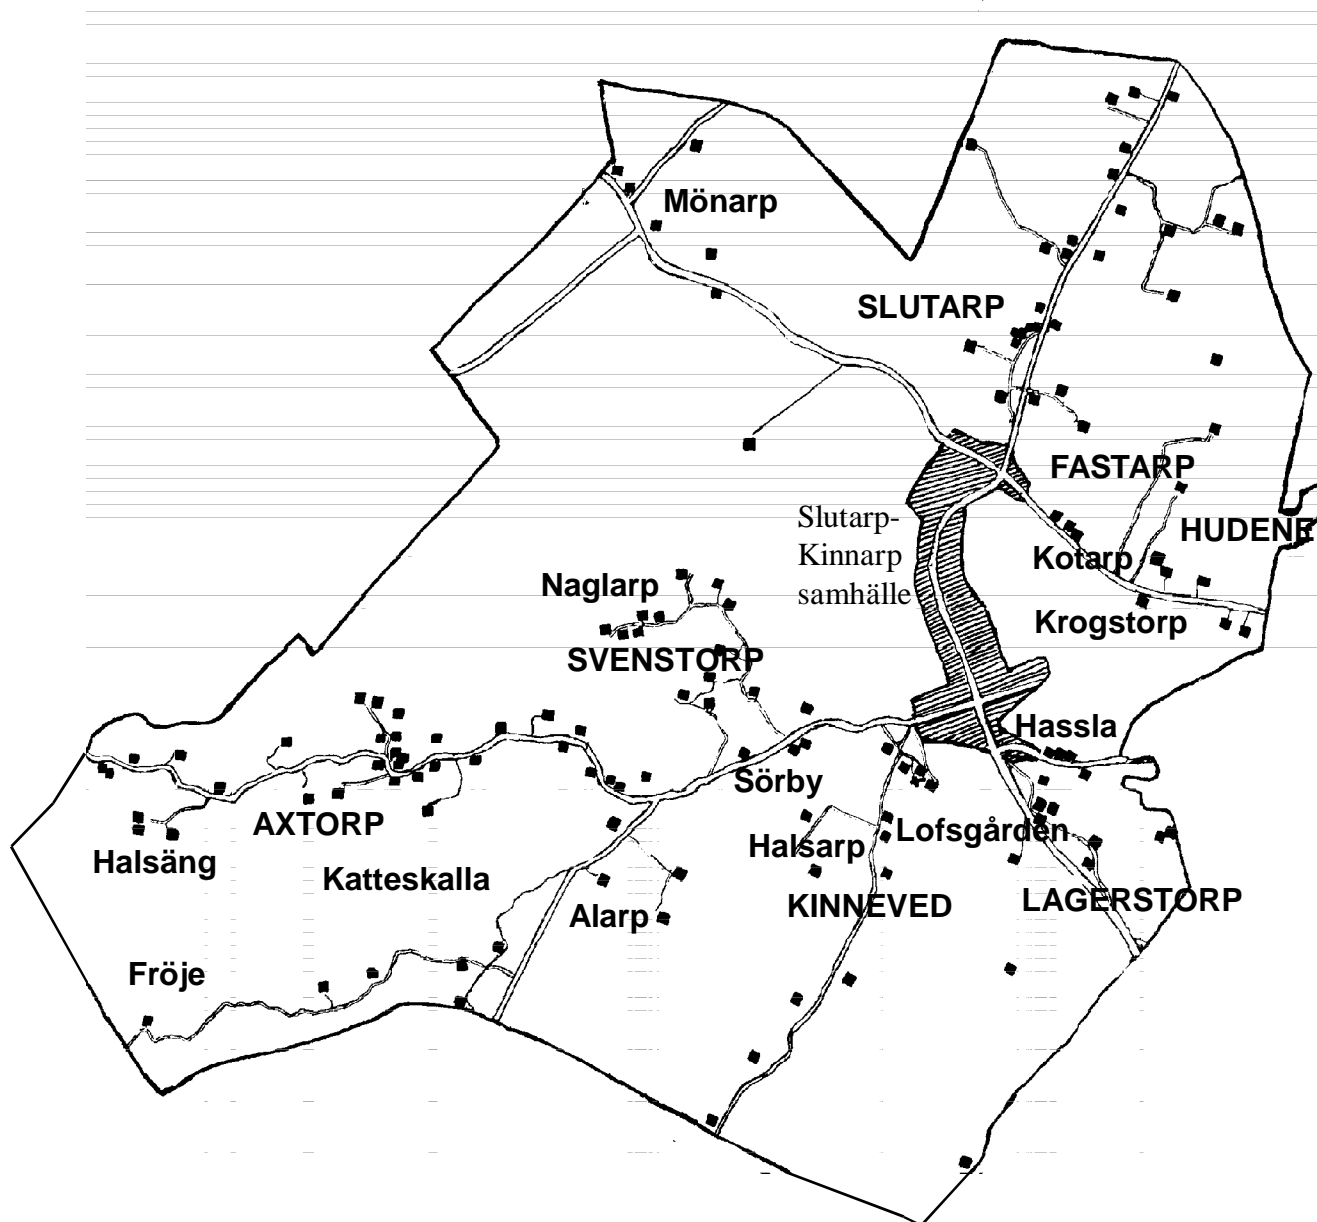 Mönarp
SLUTARP
FASTARP
Slutarp-
Kinnarp
samhälle
HUDENE
Kotarp
Naglarp
Krogstorp
SVENSTORP
Hassla
Sörby
AXTORP
Lofsgården
Halsarp
Halsäng
Katteskalla
LAGERSTORP
KINNEVED
Alarp
Fröje